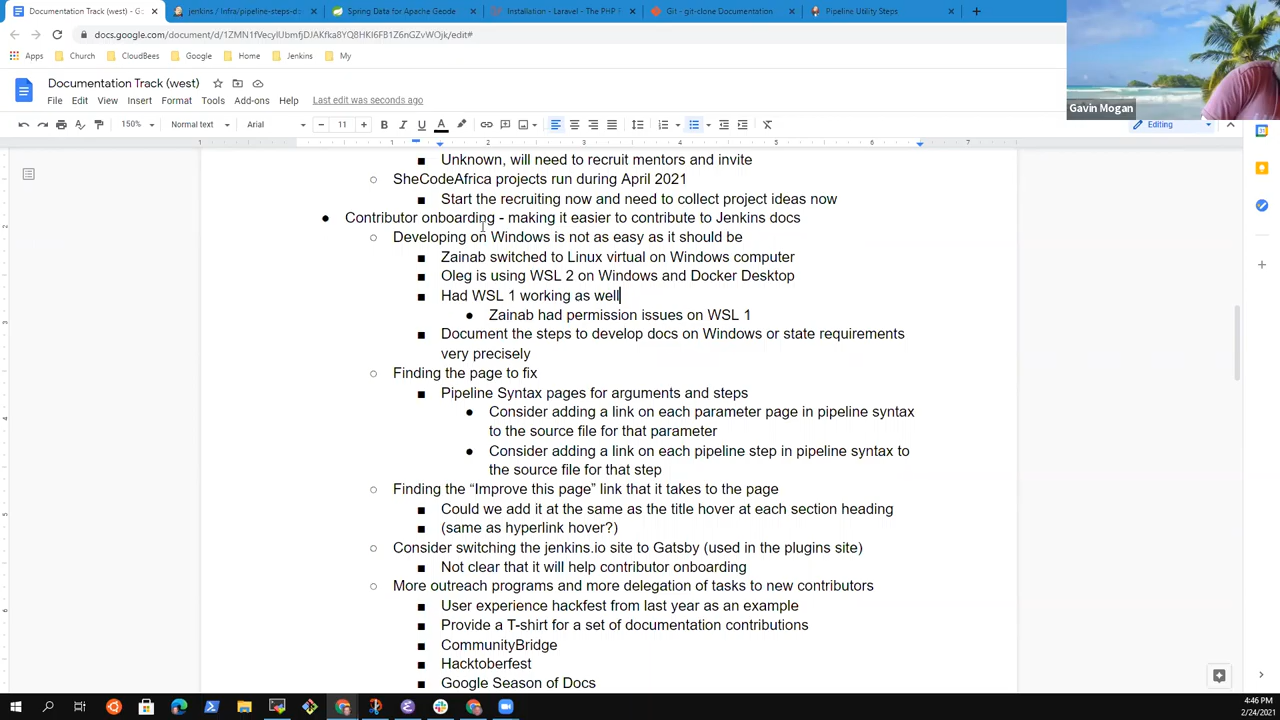 Documentation Track (west) - Go
jenkins / Infra/pipeline-steps-do
Spring Data for Apache Geode
Installation - Laravel - The PHP F
Git - git-clone Documentation
Pipeline Utility Steps
docs.google.com/document/d/1ZMN1fVecyIUbmfjDJAKfka8YQ8HKI6FB1Z6nGZvWOjk/edit#
Apps
Church
CloudBees
Google
Home
Jenkins
My
Documentation Track (west)
File Edit View Insert Format Tools Add-ons Help Last edit was seconds ago
150% Normal text Arial 11 Editing
Gavin Mogan
Unknown, will need to recruit mentors and invite
SheCodeAfrica projects run during April 2021
Start the recruiting now and need to collect project ideas now
Contributor onboarding - making it easier to contribute to Jenkins docs
Developing on Windows is not as easy as it should be
Zainab switched to Linux virtual on Windows computer
Oleg is using WSL 2 on Windows and Docker Desktop
Had WSL 1 working as well
Zainab had permission issues on WSL 1
Document the steps to develop docs on Windows or state requirements
very precisely
Finding the page to fix
Pipeline Syntax pages for arguments and steps
Consider adding a link on each parameter page in pipeline syntax
to the source file for that parameter
Consider adding a link on each pipeline step in pipeline syntax to
the source file for that step
Finding the “Improve this page” link that it takes to the page
Could we add it at the same as the title hover at each section heading
(same as hyperlink hover?)
Consider switching the jenkins.io site to Gatsby (used in the plugins site)
Not clear that it will help contributor onboarding
More outreach programs and more delegation of tasks to new contributors
User experience hackfest from last year as an example
Provide a T-shirt for a set of documentation contributions
CommunityBridge
Hacktoberfest
Google Season of Docs
4:46 PM
2/24/2021